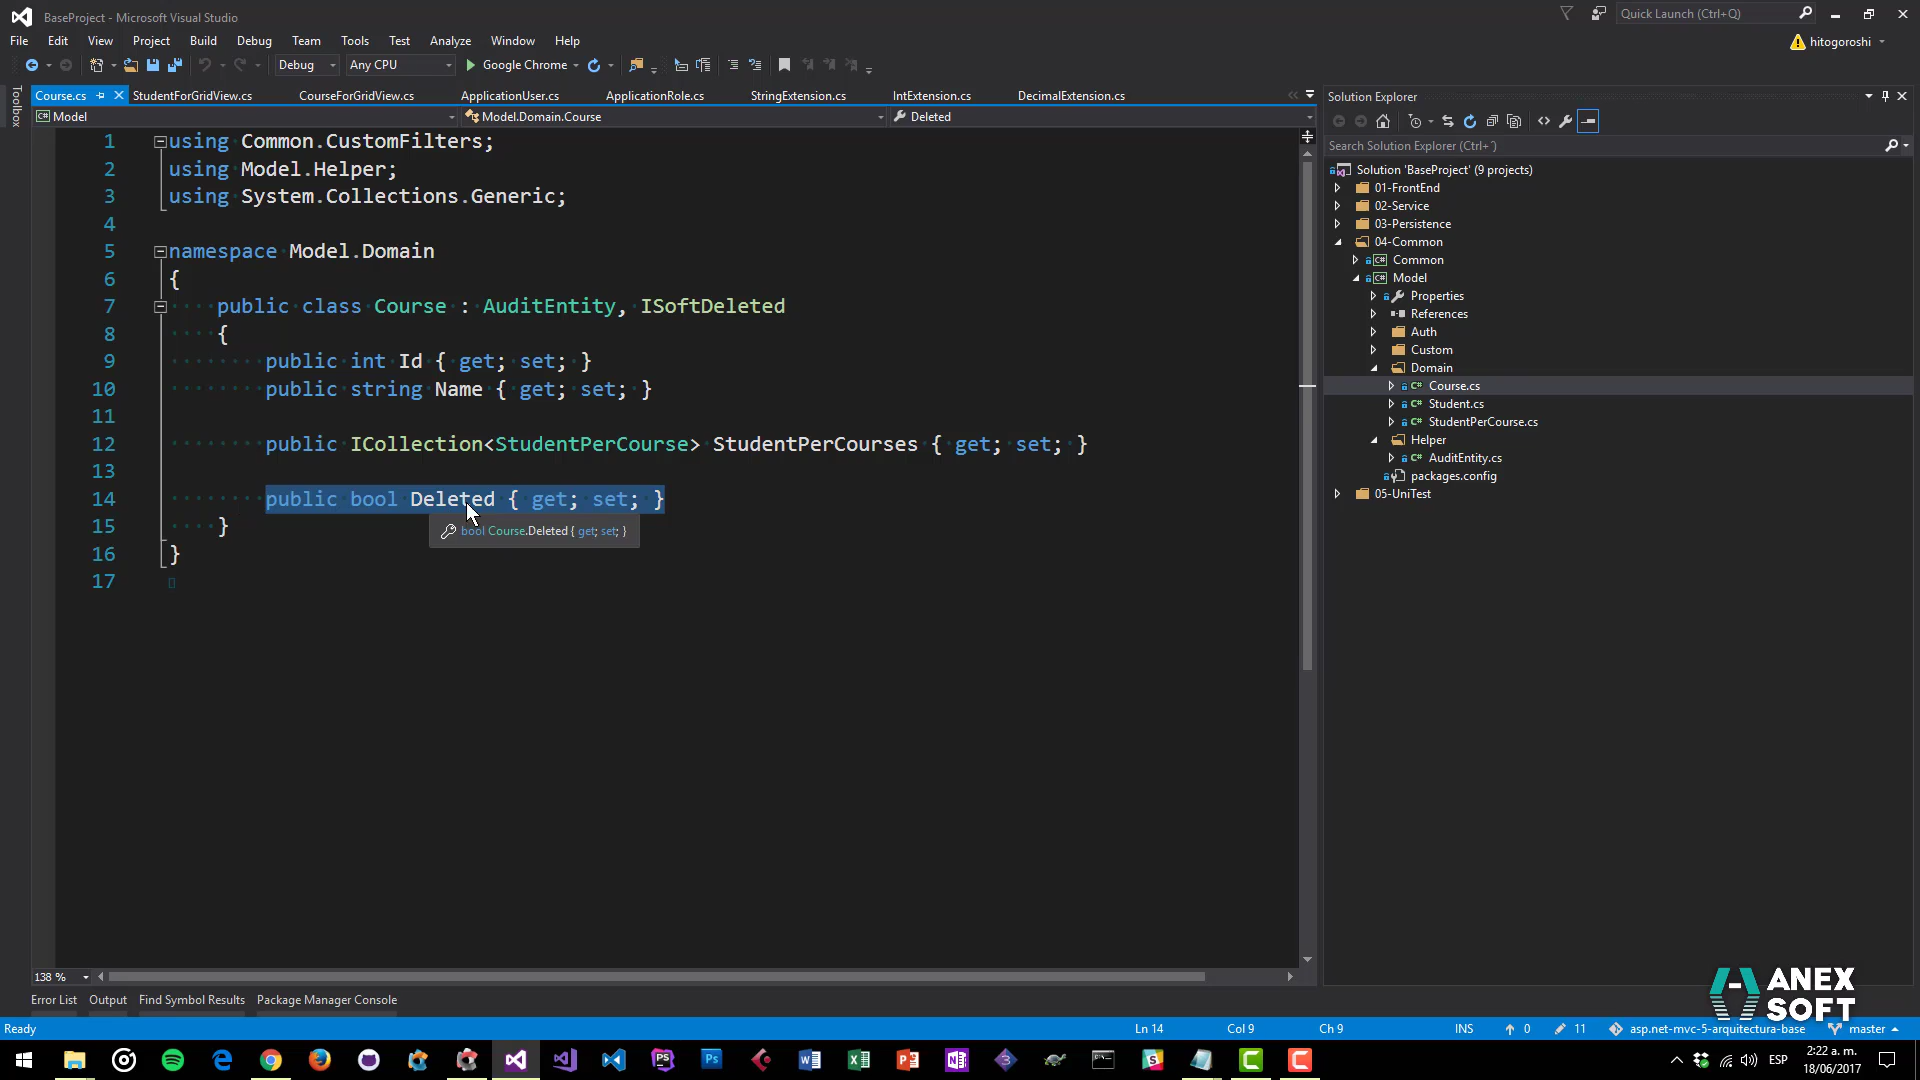 BaseProject - Microsoft Visual Studio
Quick Launch (Ctrl+Q)
File Edit View Project Build Debug Team Tools Test Analyze Window Help
hitogoroshi
Debug Any CPU Google Chrome
Toolbox
Course.cs StudentForGridView.cs CourseForGridView.cs ApplicationUser.cs ApplicationRole.cs StringExtension.cs IntExtension.cs DecimalExtension.cs
Model Model.Domain.Course Deleted
1 using Common.CustomFilters;
2 using Model.Helper;
3 using System.Collections.Generic;
4
5 namespace Model.Domain
6 {
7 public class Course : AuditEntity, ISoftDeleted
8 {
9 public int Id { get; set; }
10 public string Name { get; set; }
11
12 public ICollection<StudentPerCourse> StudentPerCourses { get; set; }
13
14 public bool Deleted { get; set; }
15 }
bool Course.Deleted { get; set; }
16 }
17
138 %
Error List Output Find Symbol Results Package Manager Console
Solution Explorer
Search Solution Explorer (Ctrl+´)
Solution 'BaseProject' (9 projects)
01-FrontEnd
02-Service
03-Persistence
04-Common
Common
Model
Properties
References
Auth
Custom
Domain
Course.cs
Student.cs
StudentPerCourse.cs
Helper
AuditEntity.cs
packages.config
05-UniTest
ANEX
SOFT
Ready Ln 14 Col 9 Ch 9 INS 0 11 asp.net-mvc-5-arquitectura-base master
ESP
2:22 a. m.
18/06/2017